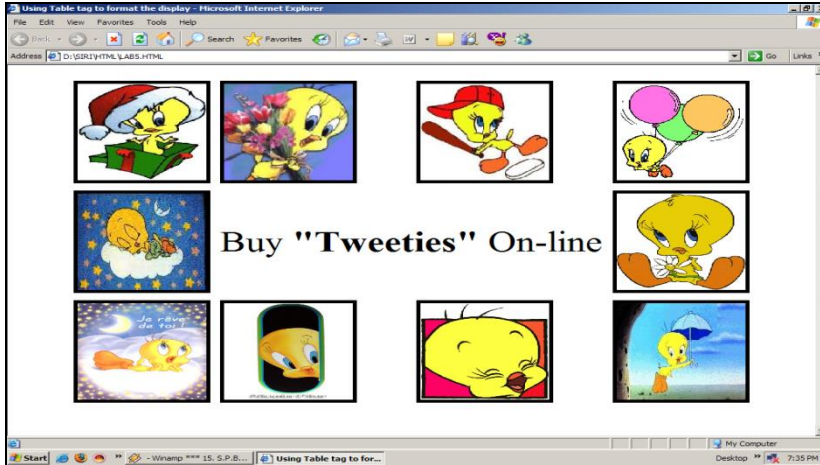 Using Table tag to format the display - Microsoft Internet Explorer
File Edit View Favorites Tools Help
Back Search Favorites
Address D:\SIRI\HTML\LAB5.HTML Go Links
Buy "Tweeties" On-line
Je rêve
de toi !
My Computer
Start - Winamp *** 15. S.P.B... Using Table tag to for... Desktop 7:35 PM